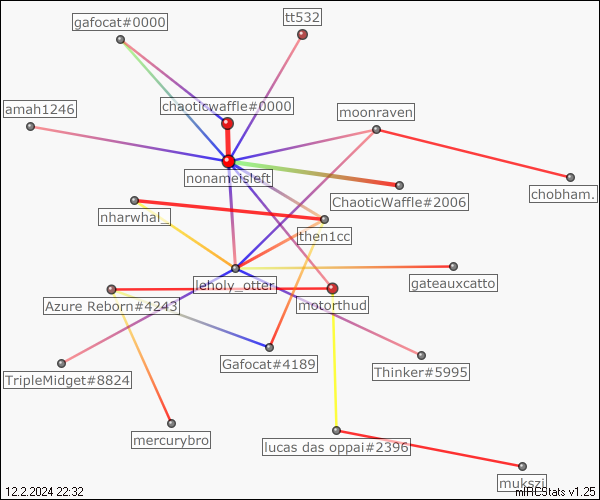 gafocat#0000
tt532
chaoticwaffle#0000
amah1246
moonraven
nonameisleft
ChaoticWaffle#2006
chobham.
nharwhal_
then1cc
leholy_otter
gateauxcatto
Azure Reborn#4243
motorthud
Gafocat#4189
Thinker#5995
TripleMidget#8824
mercurybro
lucas das oppai#2396
mukszi
12.2.2024 22:32
mIRCStats v1.25